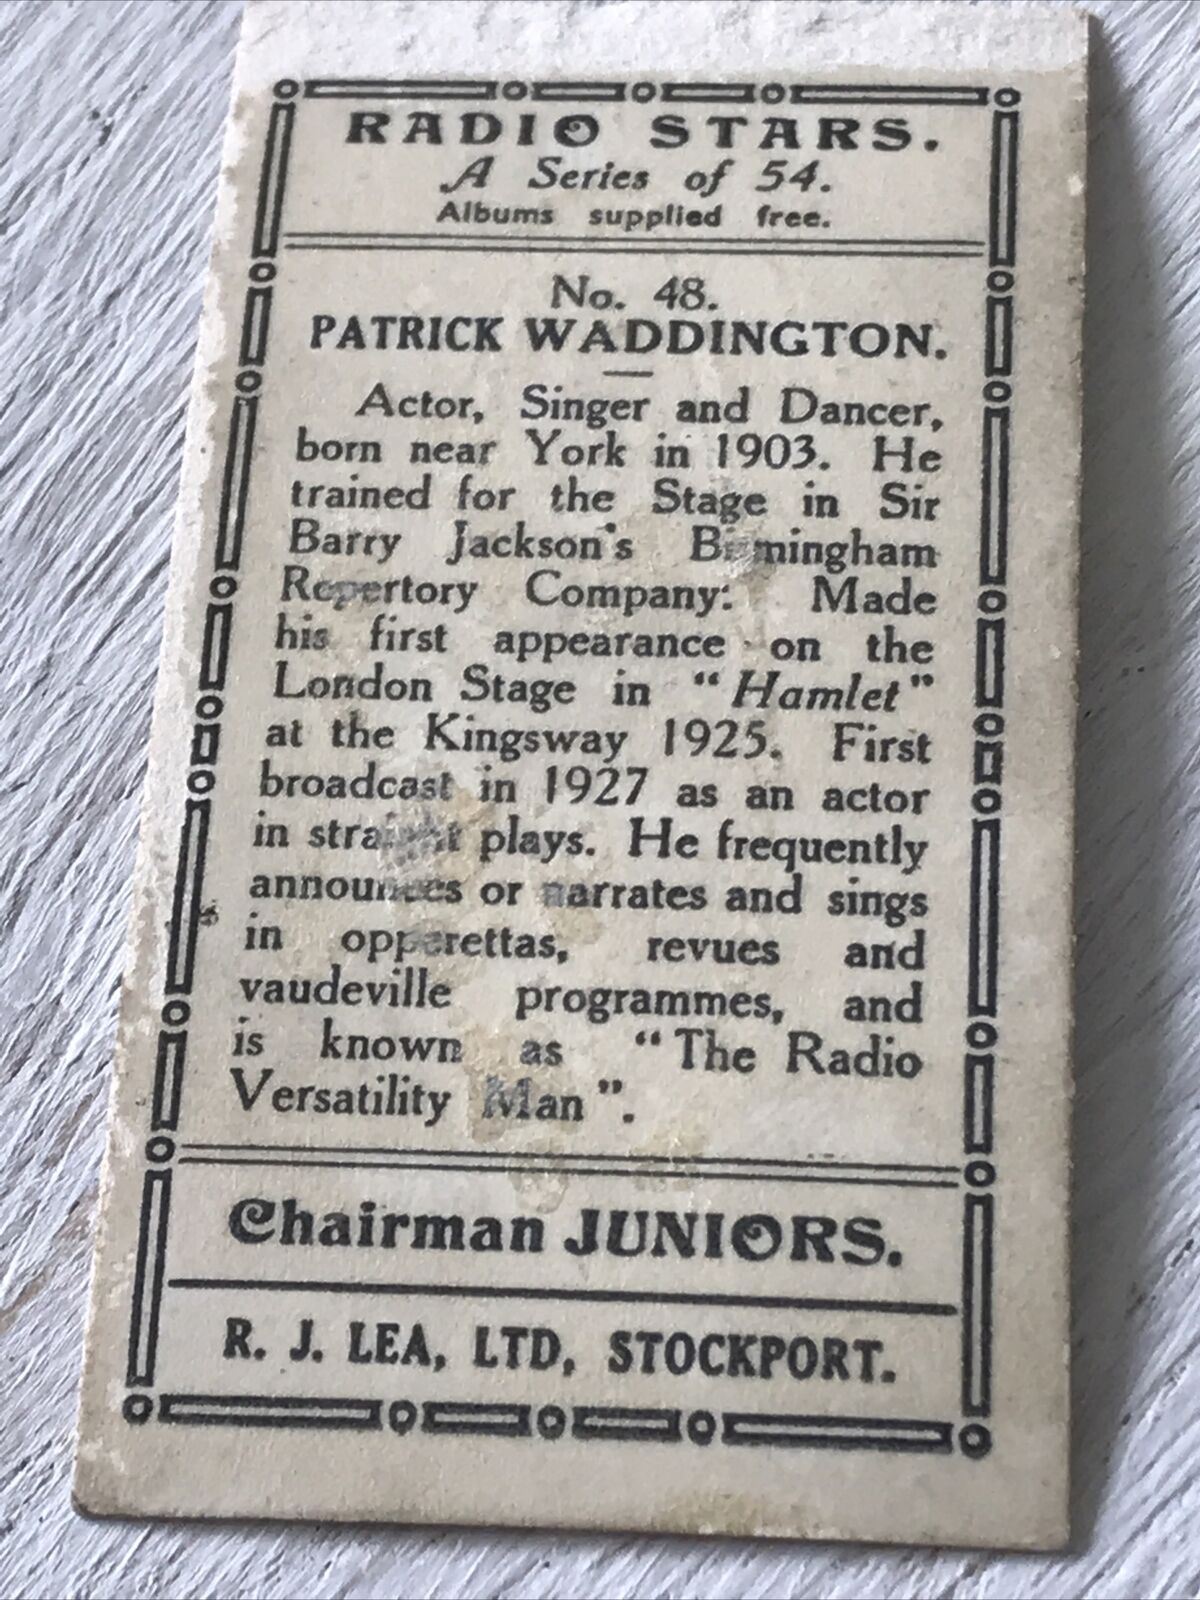 RADIO STARS.
A Series of 54.
Albums supplied free.
No. 48.
PATRICK WADDINGTON.
Actor, Singer and Dancer,
born near York in 1903. He
trained for the Stage in Sir
Barry Jackson's Birmingham
Repertory Company: Made
his first appearance on the
London Stage in "Hamlet"
at the Kingsway 1925. First
broadcast in 1927 as an actor
in straight plays. He frequently
announces or narrates and sings
in opperettas, revues and
vaudeville programmes, and
is known as "The Radio
Versatility Man".
Chairman JUNIORS.
R. J. LEA, LTD, STOCKPORT.